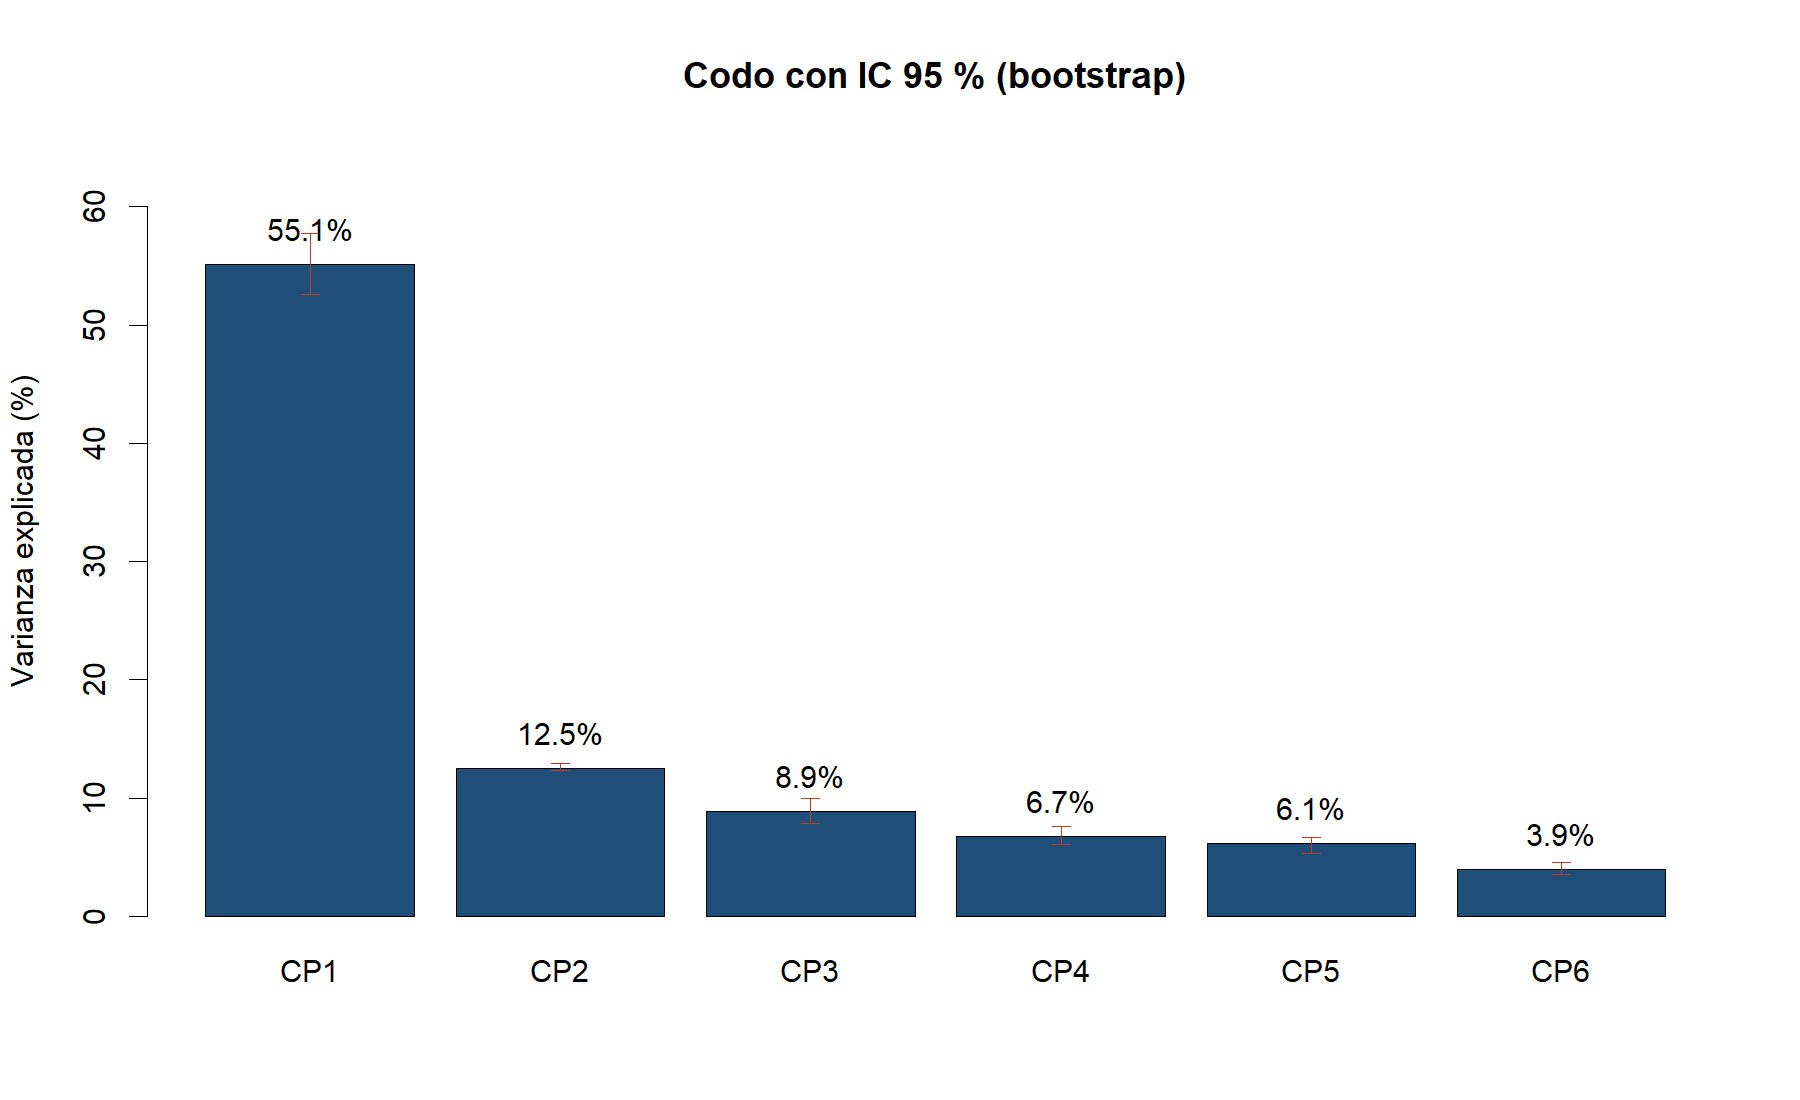 Codo con IC 95 % (bootstrap)
Varianza explicada (%)
60
50
40
30
20
10
0
55.1%
12.5%
8.9%
6.7%
6.1%
3.9%
CP1
CP2
CP3
CP4
CP5
CP6